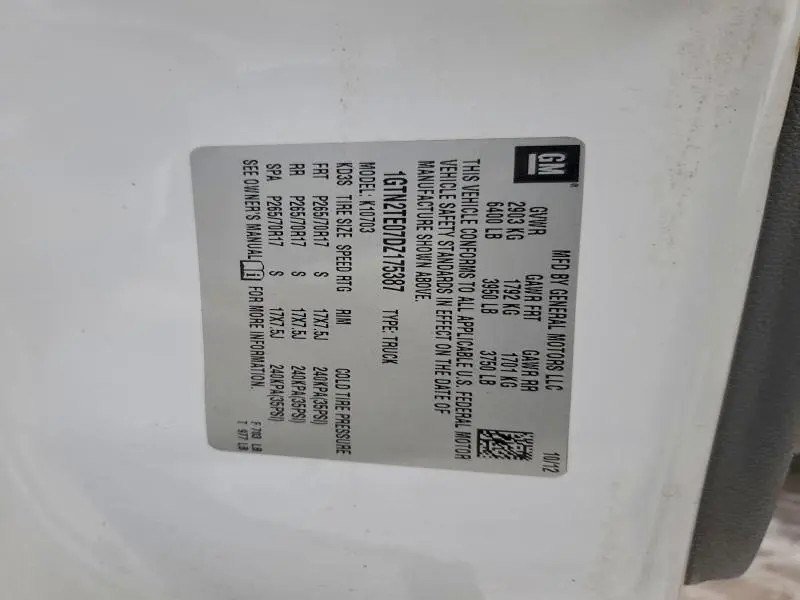 GM®
MFD BY GENERAL MOTORS LLC 10/12
GVWR GAWR FRT GAWR RR
2903 KG 1792 KG 1701 KG
6400 LB 3950 LB 3750 LB
THIS VEHICLE CONFORMS TO ALL APPLICABLE U.S. FEDERAL MOTOR
VEHICLE SAFETY STANDARDS IN EFFECT ON THE DATE OF
MANUFACTURE SHOWN ABOVE.
1GTN2TE07DZ175387 TYPE: TRUCK
MODEL: K10703
KD3S TIRE SIZE SPEED RTG RIM COLD TIRE PRESSURE
FRT P265/70R17 S 17X7.5J 240KPA(35PSI)
RR P265/70R17 S 17X7.5J 240KPA(35PSI)
SPA P265/70R17 S 17X7.5J 240KPA(35PSI)
SEE OWNER'S MANUAL FOR MORE INFORMATION.
F 703 LB
T 977 LB